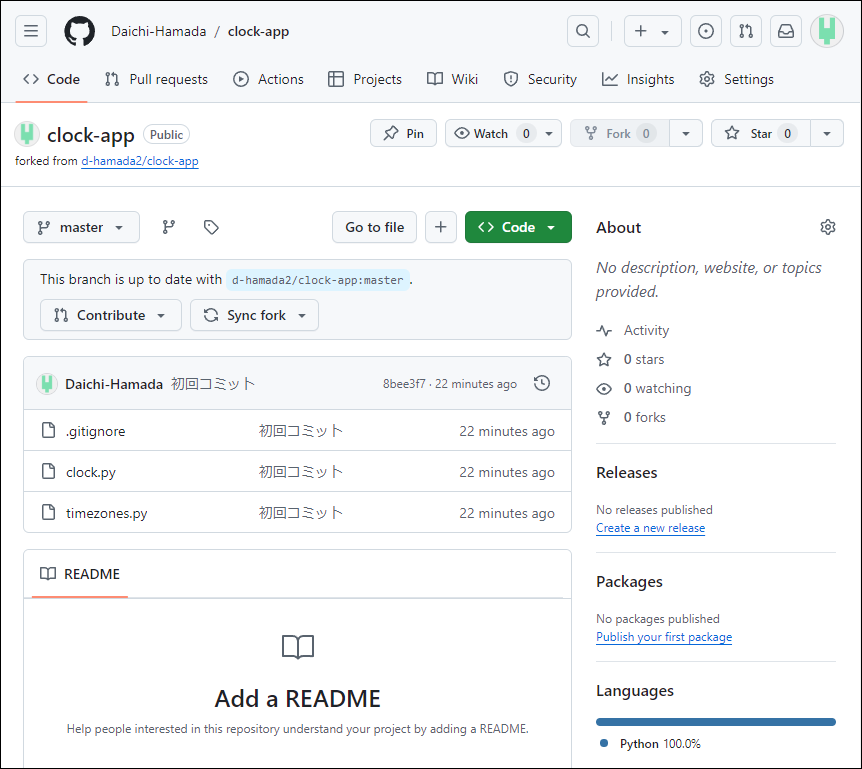 Daichi-Hamada / clock-app
Code Pull requests Actions Projects Wiki Security Insights Settings
clock-app Public
Pin Watch 0 Fork 0 Star 0
forked from d-hamada2/clock-app
master Go to file Code
This branch is up to date with d-hamada2/clock-app:master .
Contribute Sync fork
Daichi-Hamada 初回コミット 8bee3f7 · 22 minutes ago
.gitignore 初回コミット 22 minutes ago
clock.py 初回コミット 22 minutes ago
timezones.py 初回コミット 22 minutes ago
README
Add a README
Help people interested in this repository understand your project by adding a README.
About
No description, website, or topics
provided.
Activity
0 stars
0 watching
0 forks
Releases
No releases published
Create a new release
Packages
No packages published
Publish your first package
Languages
Python 100.0%